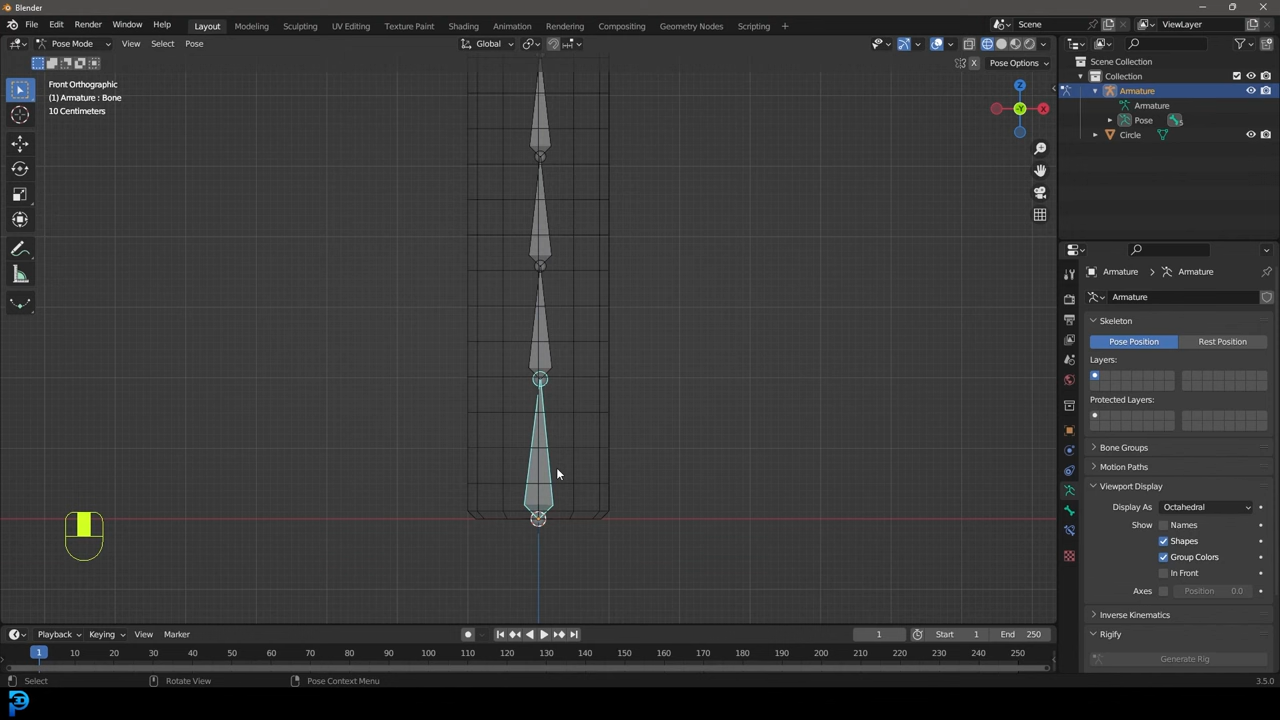 Blender
File Edit Render Window Help Layout Modeling Sculpting UV Editing Texture Paint Shading Animation Rendering Compositing Geometry Nodes Scripting + Scene ViewLayer
Pose Mode View Select Pose Global
X Pose Options
Front Orthographic
(1) Armature : Bone
10 Centimeters
Z
-Y X
Scene Collection
Collection
Armature
Armature
Pose 5
Circle
Armature > Armature
Armature
Skeleton
Pose Position Rest Position
Layers:
Protected Layers:
Bone Groups
Motion Paths
Viewport Display
Display As Octahedral
Show Names
Shapes
Group Colors
In Front
Axes Position 0.0
Inverse Kinematics
Rigify
Generate Rig
Playback Keying View Marker 1 Start 1 End 250
1 10 20 30 40 50 60 70 80 90 100 110 120 130 140 150 160 170 180 190 200 210 220 230 240 250
Select Rotate View Pose Context Menu 3.5.0